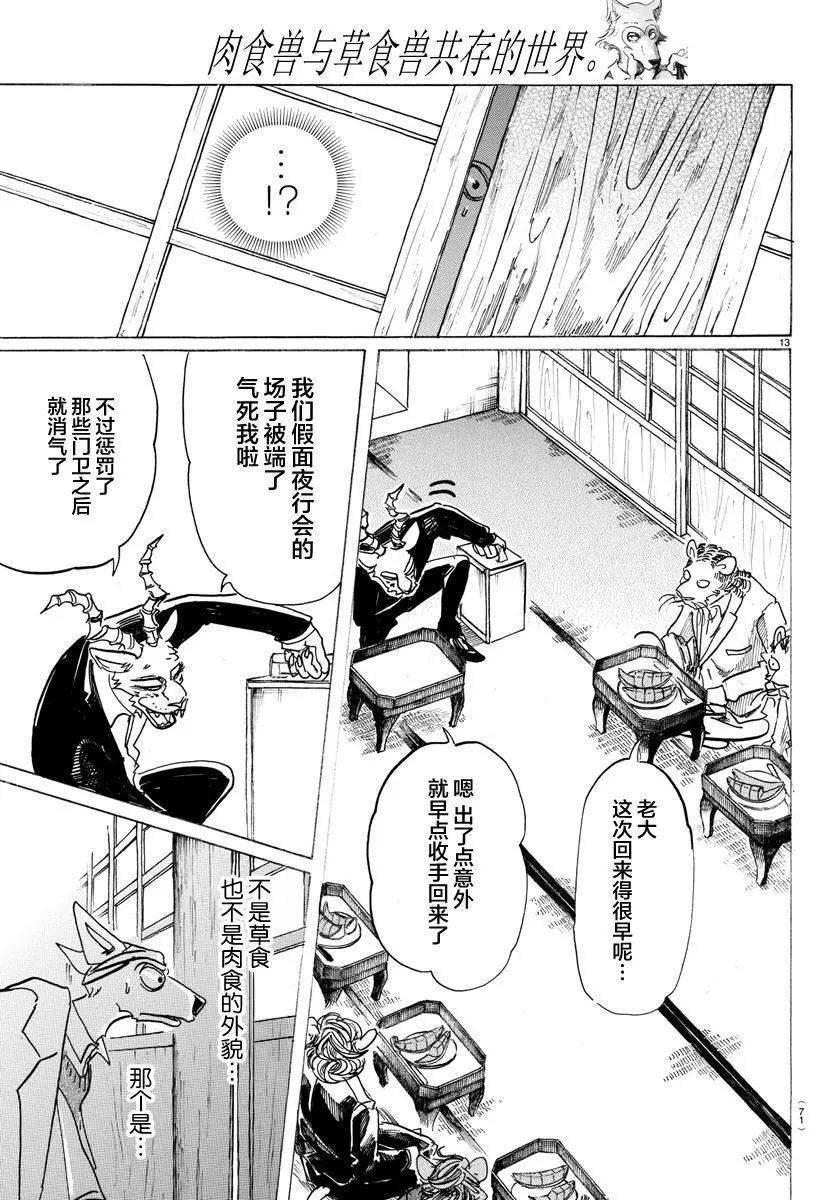 肉食兽与草食兽共存的世界。
…
!?
13
老大
这次回来得很早呢…
嗯 出了点意外
就早点收手回来了
我们假面夜行会的
场子被端了
气死我啦
不过惩罚了
那些门卫之后
就消气了
不是草食
也不是肉食的外貌…
那个是…
(71)